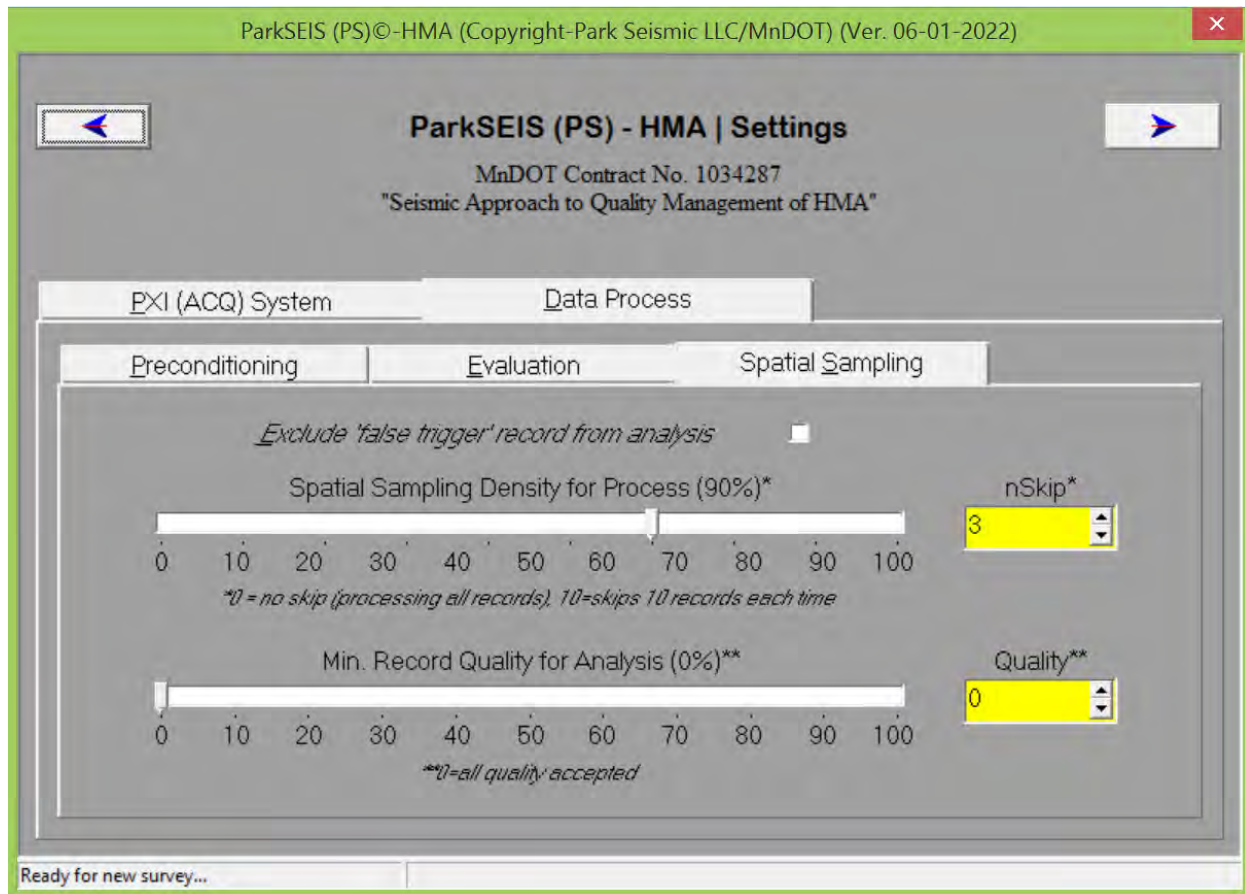 ParkSEIS (PS)©-HMA (Copyright-Park Seismic LLC/MnDOT) (Ver. 06-01-2022)
ParkSEIS (PS) - HMA | Settings
MnDOT Contract No. 1034287
"Seismic Approach to Quality Management of HMA"
PXI (ACQ) System Data Process
Preconditioning Evaluation Spatial Sampling
Exclude 'false trigger' record from analysis
Spatial Sampling Density for Process (90%)* nSkip*
3
0 10 20 30 40 50 60 70 80 90 100
*0 = no skip (processing all records), 10=skips 10 records each time
Min. Record Quality for Analysis (0%)** Quality**
0
0 10 20 30 40 50 60 70 80 90 100
**0=all quality accepted
Ready for new survey...